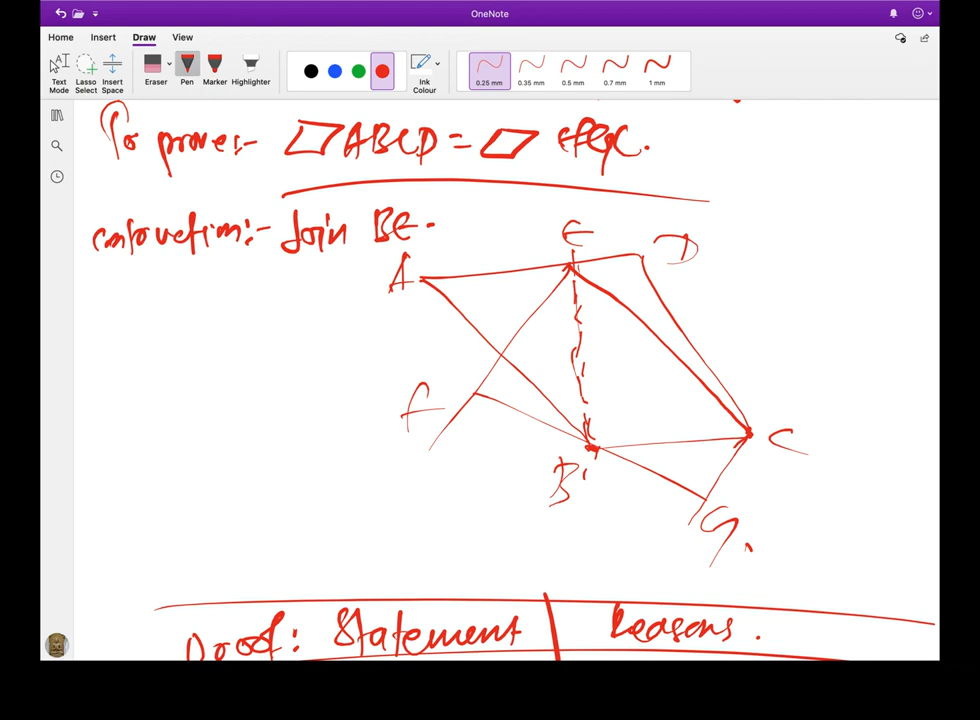 OneNote
Home Insert Draw View
Text Mode Lasso Select Insert Space Eraser Pen Marker Highlighter Ink Colour 0.25 mm 0.35 mm 0.5 mm 0.7 mm 1 mm
To prove:- ▱ABCD = ▱ EFGC.
Join BE.
E
D
A
F
C
B
G.
Proof: Statement Reasons.